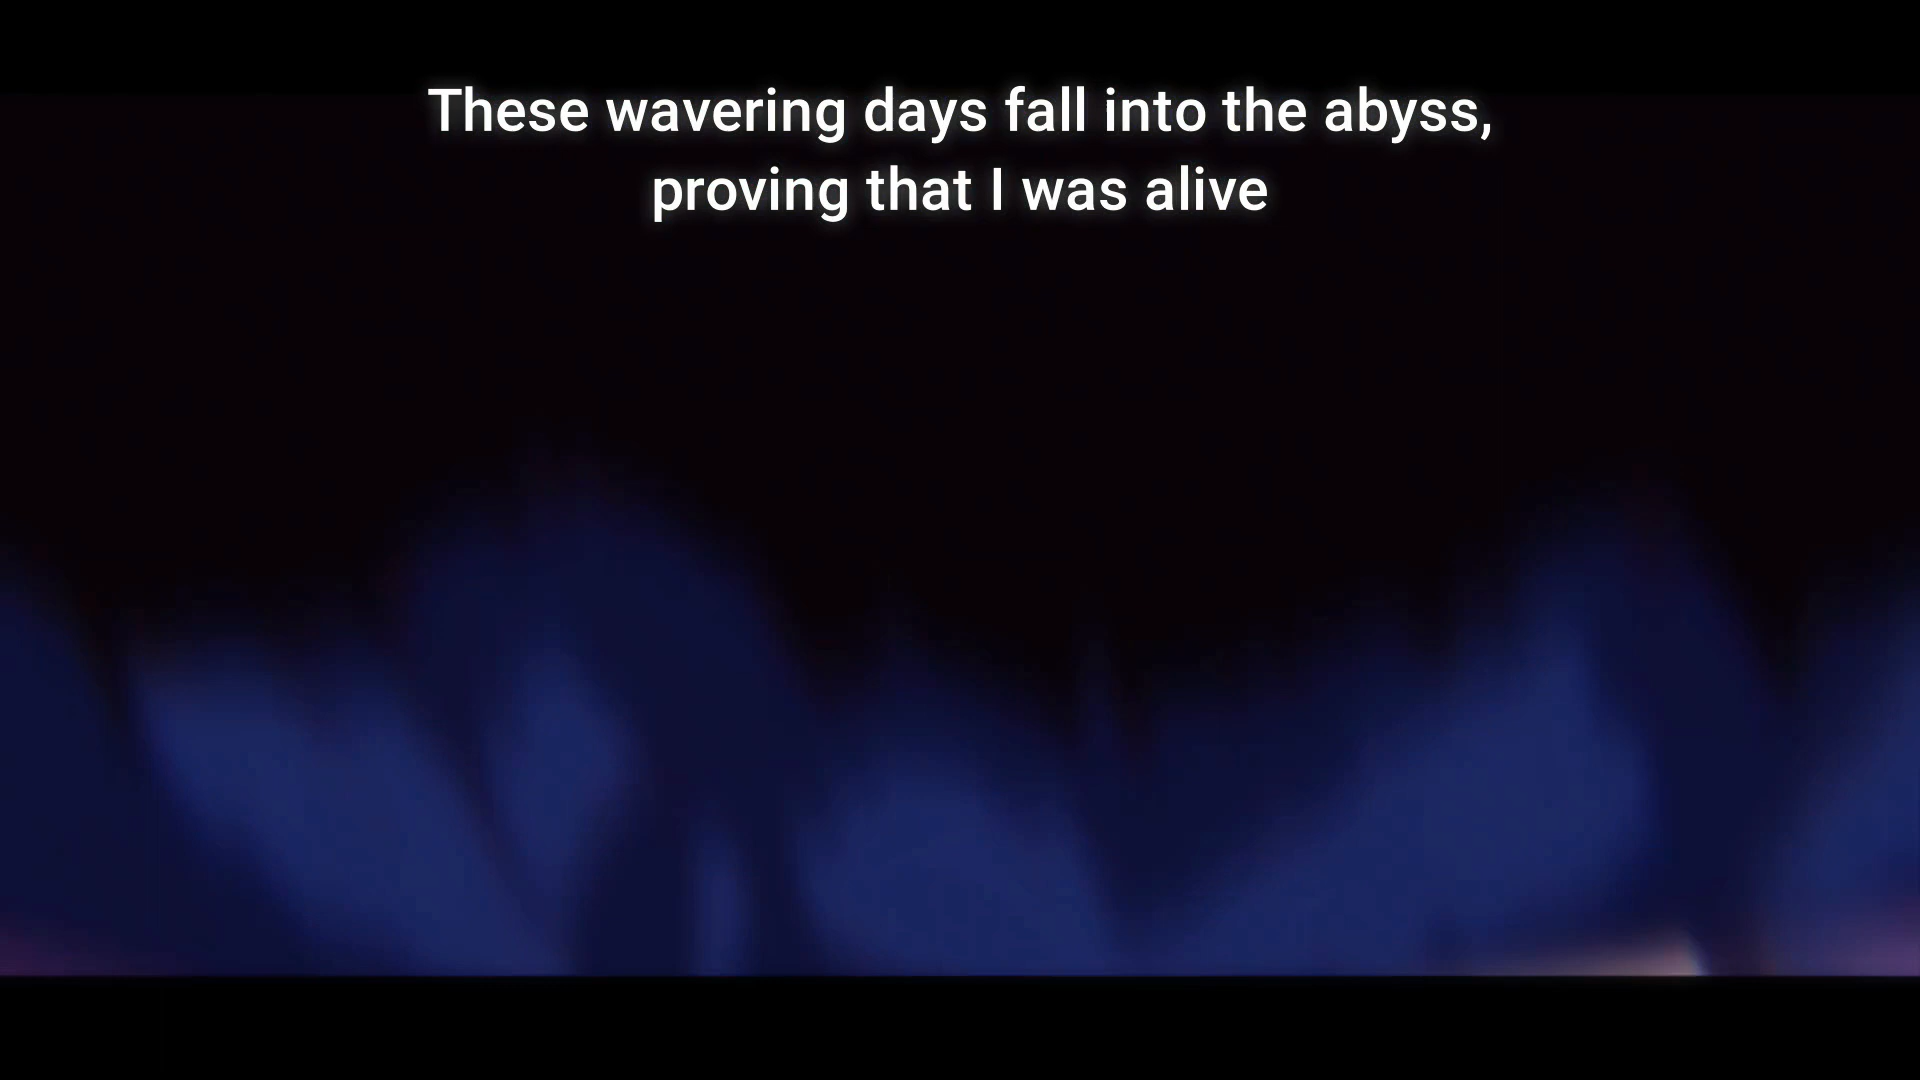 These wavering days fall into the abyss,
proving that I was alive